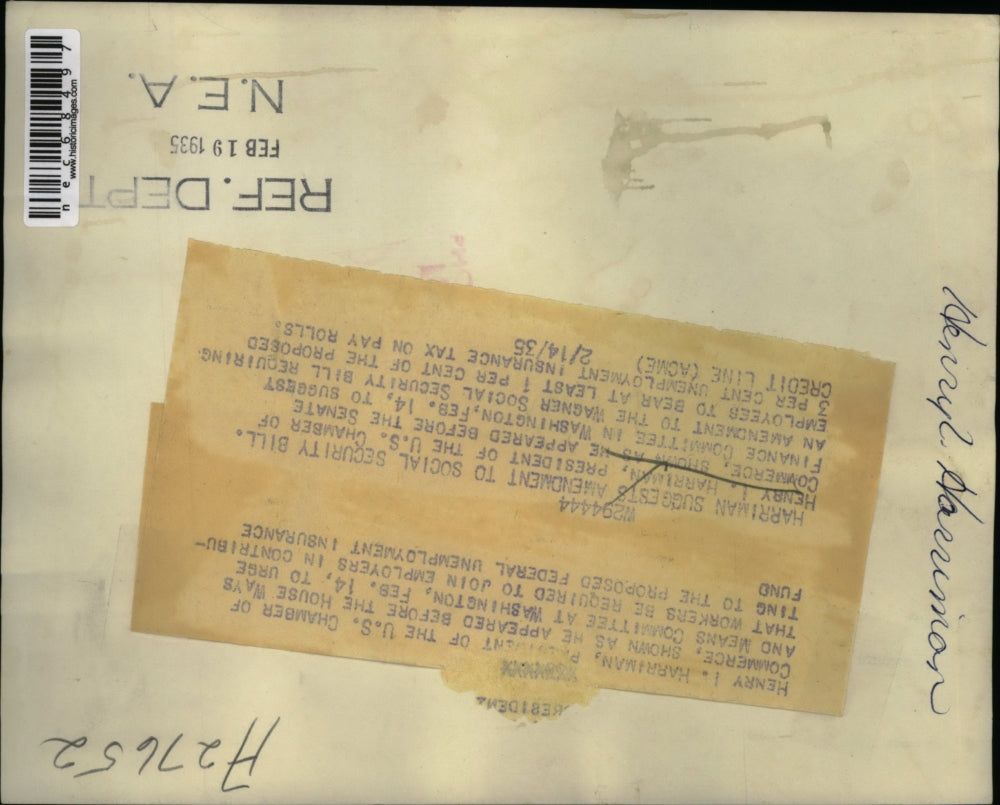 H27652
HENRY I. HARRIMAN, PRESIDENT OF THE U.S. CHAMBER OF
COMMERCE, SHOWN AS HE APPEARED BEFORE THE HOUSE WAYS
AND MEANS COMMITTEE AT WASHINGTON, FEB. 14, TO URGE
THAT WORKERS BE REQUIRED TO JOIN EMPLOYERS IN CONTRIBU-
TING TO THE PROPOSED FEDERAL UNEMPLOYMENT INSURANCE
FUND
W294444
HARRIMAN SUGGESTS AMENDMENT TO SOCIAL SECURITY BILL.
HENRY I. HARRIMAN, PRESIDENT OF THE U.S. CHAMBER OF
COMMERCE, SHOWN AS HE APPEARED BEFORE THE SENATE
FINANCE COMMITTEE IN WASHINGTON, FEB. 14, TO SUGGEST
AN AMENDMENT TO THE WAGNER SOCIAL SECURITY BILL REQUIRING
EMPLOYEES TO BEAR AT LEAST 1 PER CENT OF THE PROPOSED
3 PER CENT UNEMPLOYMENT INSURANCE TAX ON PAY ROLLS.
CREDIT LINE (ACME) 2/14/35
REF. DEPT
FEB 19 1935
N.E.A.
Henry I. Harriman
www.historicimages.com
nec68497